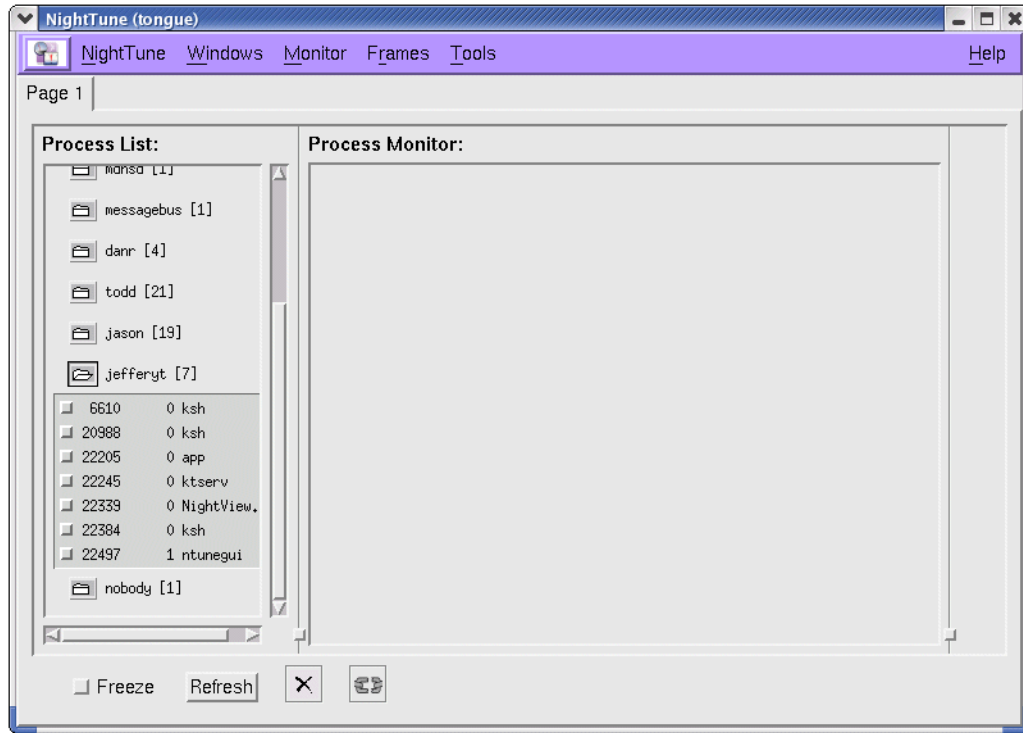 NightTune (tongue)
NightTune Windows Monitor Frames Tools Help
Page 1
Process List:
Process Monitor:
mdnsd [1]
messagebus [1]
danr [4]
todd [21]
jason [19]
jefferyt [7]
6610 0 ksh
20988 0 ksh
22205 0 app
22245 0 ktserv
22339 0 NightView.
22384 0 ksh
22497 1 ntunegui
nobody [1]
Freeze Refresh